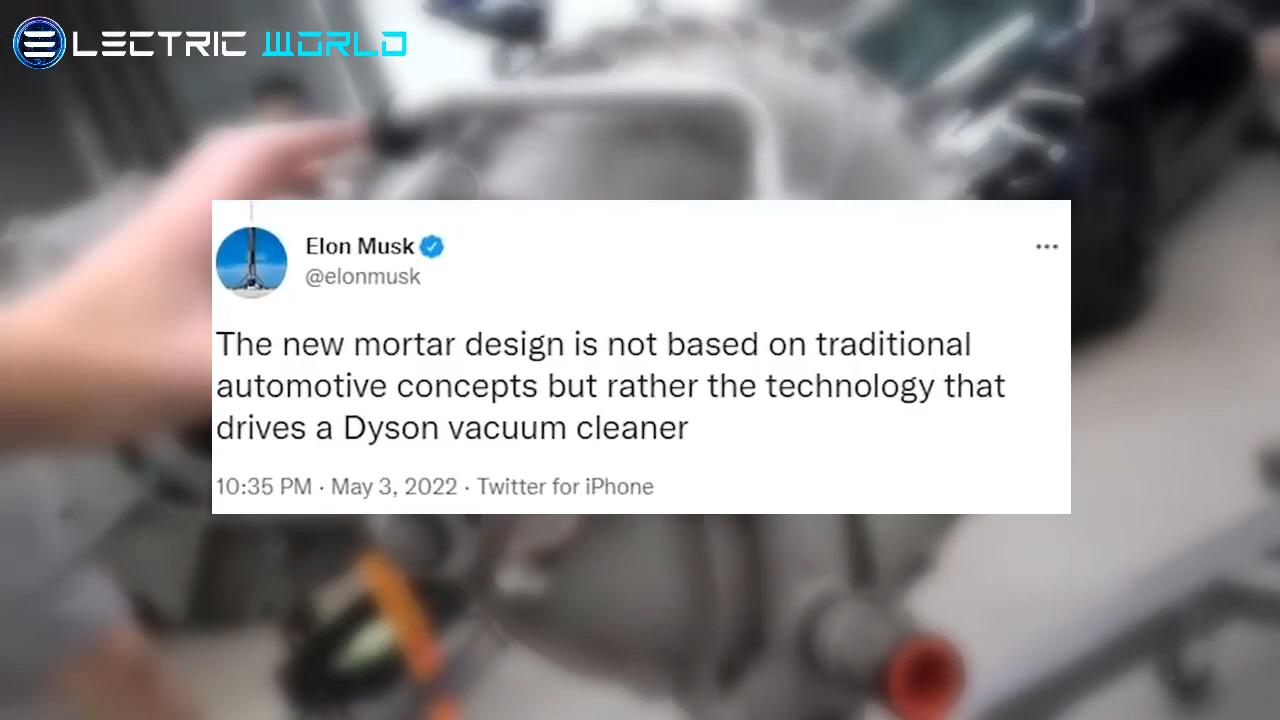 ELECTRIC WORLD
Elon Musk
@elonmusk
The new mortar design is not based on traditional
automotive concepts but rather the technology that
drives a Dyson vacuum cleaner
10:35 PM · May 3, 2022 · Twitter for iPhone